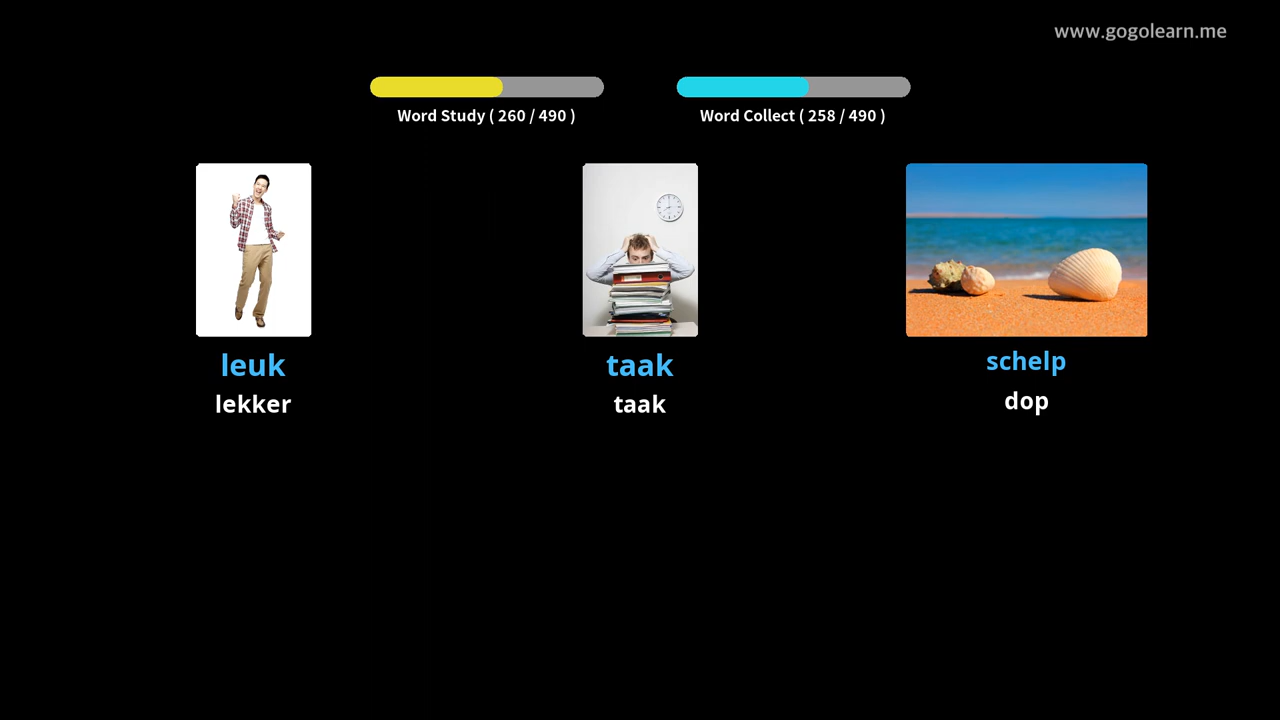 www.gogolearn.me
Word Study ( 260 / 490 )
Word Collect ( 258 / 490 )
leuk
lekker
taak
taak
schelp
dop